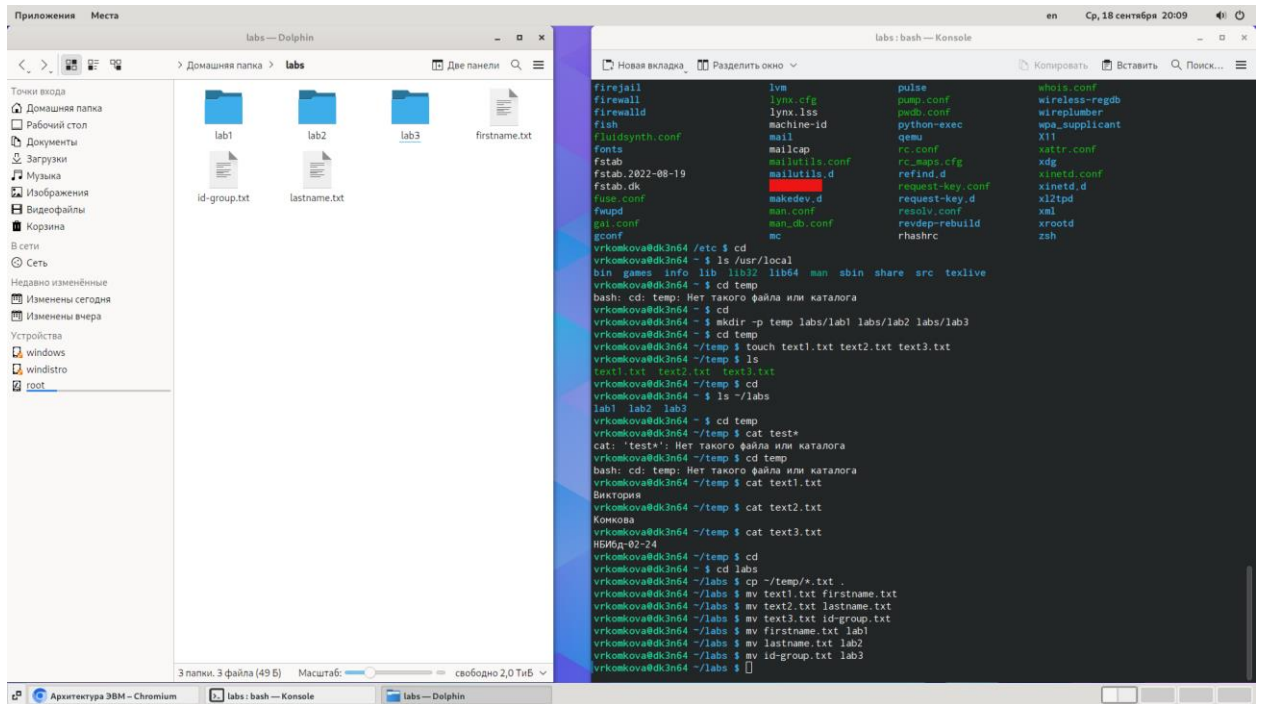 Приложения Места en Ср, 18 сентября 20:09
labs — Dolphin
Домашняя папка > labs Две панели
Точки входа
Домашняя папка
Рабочий стол
Документы
Загрузки
Музыка
Изображения
Видеофайлы
Корзина
В сети
Сеть
Недавно изменённые
Изменены сегодня
Изменены вчера
Устройства
windows
windistro
root
lab1 lab2 lab3 firstname.txt
id-group.txt lastname.txt
3 папки. 3 файла (49 Б) Масштаб: свободно 2,0 ТиБ
labs : bash — Konsole
Новая вкладка Разделить окно Копировать Вставить Поиск...
firejail lvm pulse whois.conf
firewall lynx.cfg pump.conf wireless-regdb
firewalld lynx.lss pwdb.conf wireplumber
fish machine-id python-exec wpa_supplicant
fluidsynth.conf mail qemu X11
fonts mailcap rc.conf xattr.conf
fstab mailutils.conf rc_maps.cfg xdg
fstab.2022-08-19 mailutils.d refind.d xinetd.conf
fstab.dk request-key.conf xinetd.d
fuse.conf makedev.d request-key.d xl2tpd
fwupd man.conf resolv.conf xml
gai.conf man_db.conf revdep-rebuild xrootd
gconf mc rhashrc zsh
vrkomkova@dk3n64 /etc $ cd
vrkomkova@dk3n64 ~ $ ls /usr/local
bin games info lib lib32 lib64 man sbin share src texlive
vrkomkova@dk3n64 ~ $ cd temp
bash: cd: temp: Нет такого файла или каталога
vrkomkova@dk3n64 ~ $ cd
vrkomkova@dk3n64 ~ $ mkdir -p temp labs/lab1 labs/lab2 labs/lab3
vrkomkova@dk3n64 ~ $ cd temp
vrkomkova@dk3n64 ~/temp $ touch text1.txt text2.txt text3.txt
vrkomkova@dk3n64 ~/temp $ ls
text1.txt text2.txt text3.txt
vrkomkova@dk3n64 ~/temp $ cd
vrkomkova@dk3n64 ~ $ ls ~/labs
lab1 lab2 lab3
vrkomkova@dk3n64 ~ $ cd temp
vrkomkova@dk3n64 ~/temp $ cat test*
cat: 'test*': Нет такого файла или каталога
vrkomkova@dk3n64 ~/temp $ cd temp
bash: cd: temp: Нет такого файла или каталога
vrkomkova@dk3n64 ~/temp $ cat text1.txt
Виктория
vrkomkova@dk3n64 ~/temp $ cat text2.txt
Комкова
vrkomkova@dk3n64 ~/temp $ cat text3.txt
НБИбд-02-24
vrkomkova@dk3n64 ~/temp $ cd
vrkomkova@dk3n64 ~ $ cd labs
vrkomkova@dk3n64 ~/labs $ cp ~/temp/*.txt .
vrkomkova@dk3n64 ~/labs $ mv text1.txt firstname.txt
vrkomkova@dk3n64 ~/labs $ mv text2.txt lastname.txt
vrkomkova@dk3n64 ~/labs $ mv text3.txt id-group.txt
vrkomkova@dk3n64 ~/labs $ mv firstname.txt lab1
vrkomkova@dk3n64 ~/labs $ mv lastname.txt lab2
vrkomkova@dk3n64 ~/labs $ mv id-group.txt lab3
vrkomkova@dk3n64 ~/labs $
Архитектура ЭВМ – Chromium labs : bash — Konsole labs — Dolphin